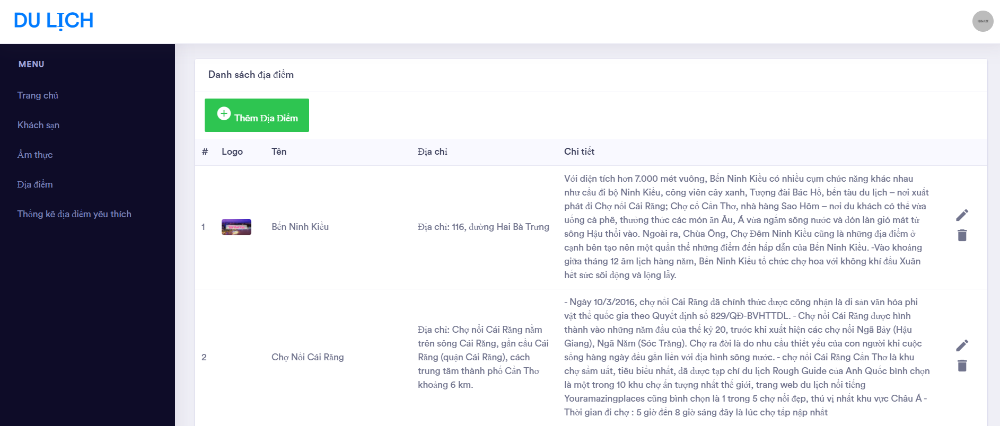 DU LỊCH
MENU
Trang chủ
Khách sạn
Ẩm thực
Địa điểm
Thống kê địa điểm yêu thích
Danh sách địa điểm
Thêm Địa Điểm
# Logo Tên Địa chỉ Chi tiết
1 Bến Ninh Kiều Địa chỉ: 116, đường Hai Bà Trưng
Với diện tích hơn 7.000 mét vuông, Bến Ninh Kiều có nhiều cụm chức năng khác nhau
như cầu đi bộ Ninh Kiều, công viên cây xanh, Tượng đài Bác Hồ, bến tàu du lịch – nơi xuất
phát đi Chợ nổi Cái Răng; Chợ cổ Cần Thơ, nhà hàng Sao Hôm – nơi du khách có thể vừa
uống cà phê, thưởng thức các món ăn Âu, Á vừa ngắm sông nước và đón làn gió mát từ
sông Hậu thổi vào. Ngoài ra, Chùa Ông, Chợ Đêm Ninh Kiều cũng là những địa điểm ở
cạnh bên tạo nên một quần thể những điểm đến hấp dẫn của Bến Ninh Kiều. -Vào khoảng
giữa tháng 12 âm lịch hàng năm, Bến Ninh Kiều tổ chức chợ hoa với không khí đầu Xuân
hết sức sôi động và lộng lẫy.
2 Chợ Nổi Cái Răng
Địa chỉ: Chợ nổi Cái Răng nằm
trên sông Cái Răng, gần cầu Cái
Răng (quận Cái Răng), cách
trung tâm thành phố Cần Thơ
khoảng 6 km.
- Ngày 10/3/2016, chợ nổi Cái Răng đã chính thức được công nhận là di sản văn hóa phi
vật thể quốc gia theo Quyết định số 829/QĐ-BVHTTDL. - Chợ nổi Cái Răng được hình
thành vào những năm đầu của thế kỷ 20, trước khi xuất hiện các chợ nổi Ngã Bảy (Hậu
Giang), Ngã Năm (Sóc Trăng). Chợ ra đời là do nhu cầu thiết yếu của con người khi cuộc
sống hàng ngày đều gắn liền với địa hình sông nước. - chợ nổi Cái Răng Cần Thơ là khu
chợ sầm uất, tiêu biểu nhất, đã được tạp chí du lịch Rough Guide của Anh Quốc bình chọn
là một trong 10 khu chợ ấn tượng nhất thế giới, trang web du lịch nổi tiếng
Youramazingplaces cũng bình chọn là 1 trong 5 chợ nổi đẹp, thú vị nhất khu vực Châu Á -
Thời gian đi chợ : 5 giờ đến 8 giờ sáng đây là lúc chợ tấp nập nhất